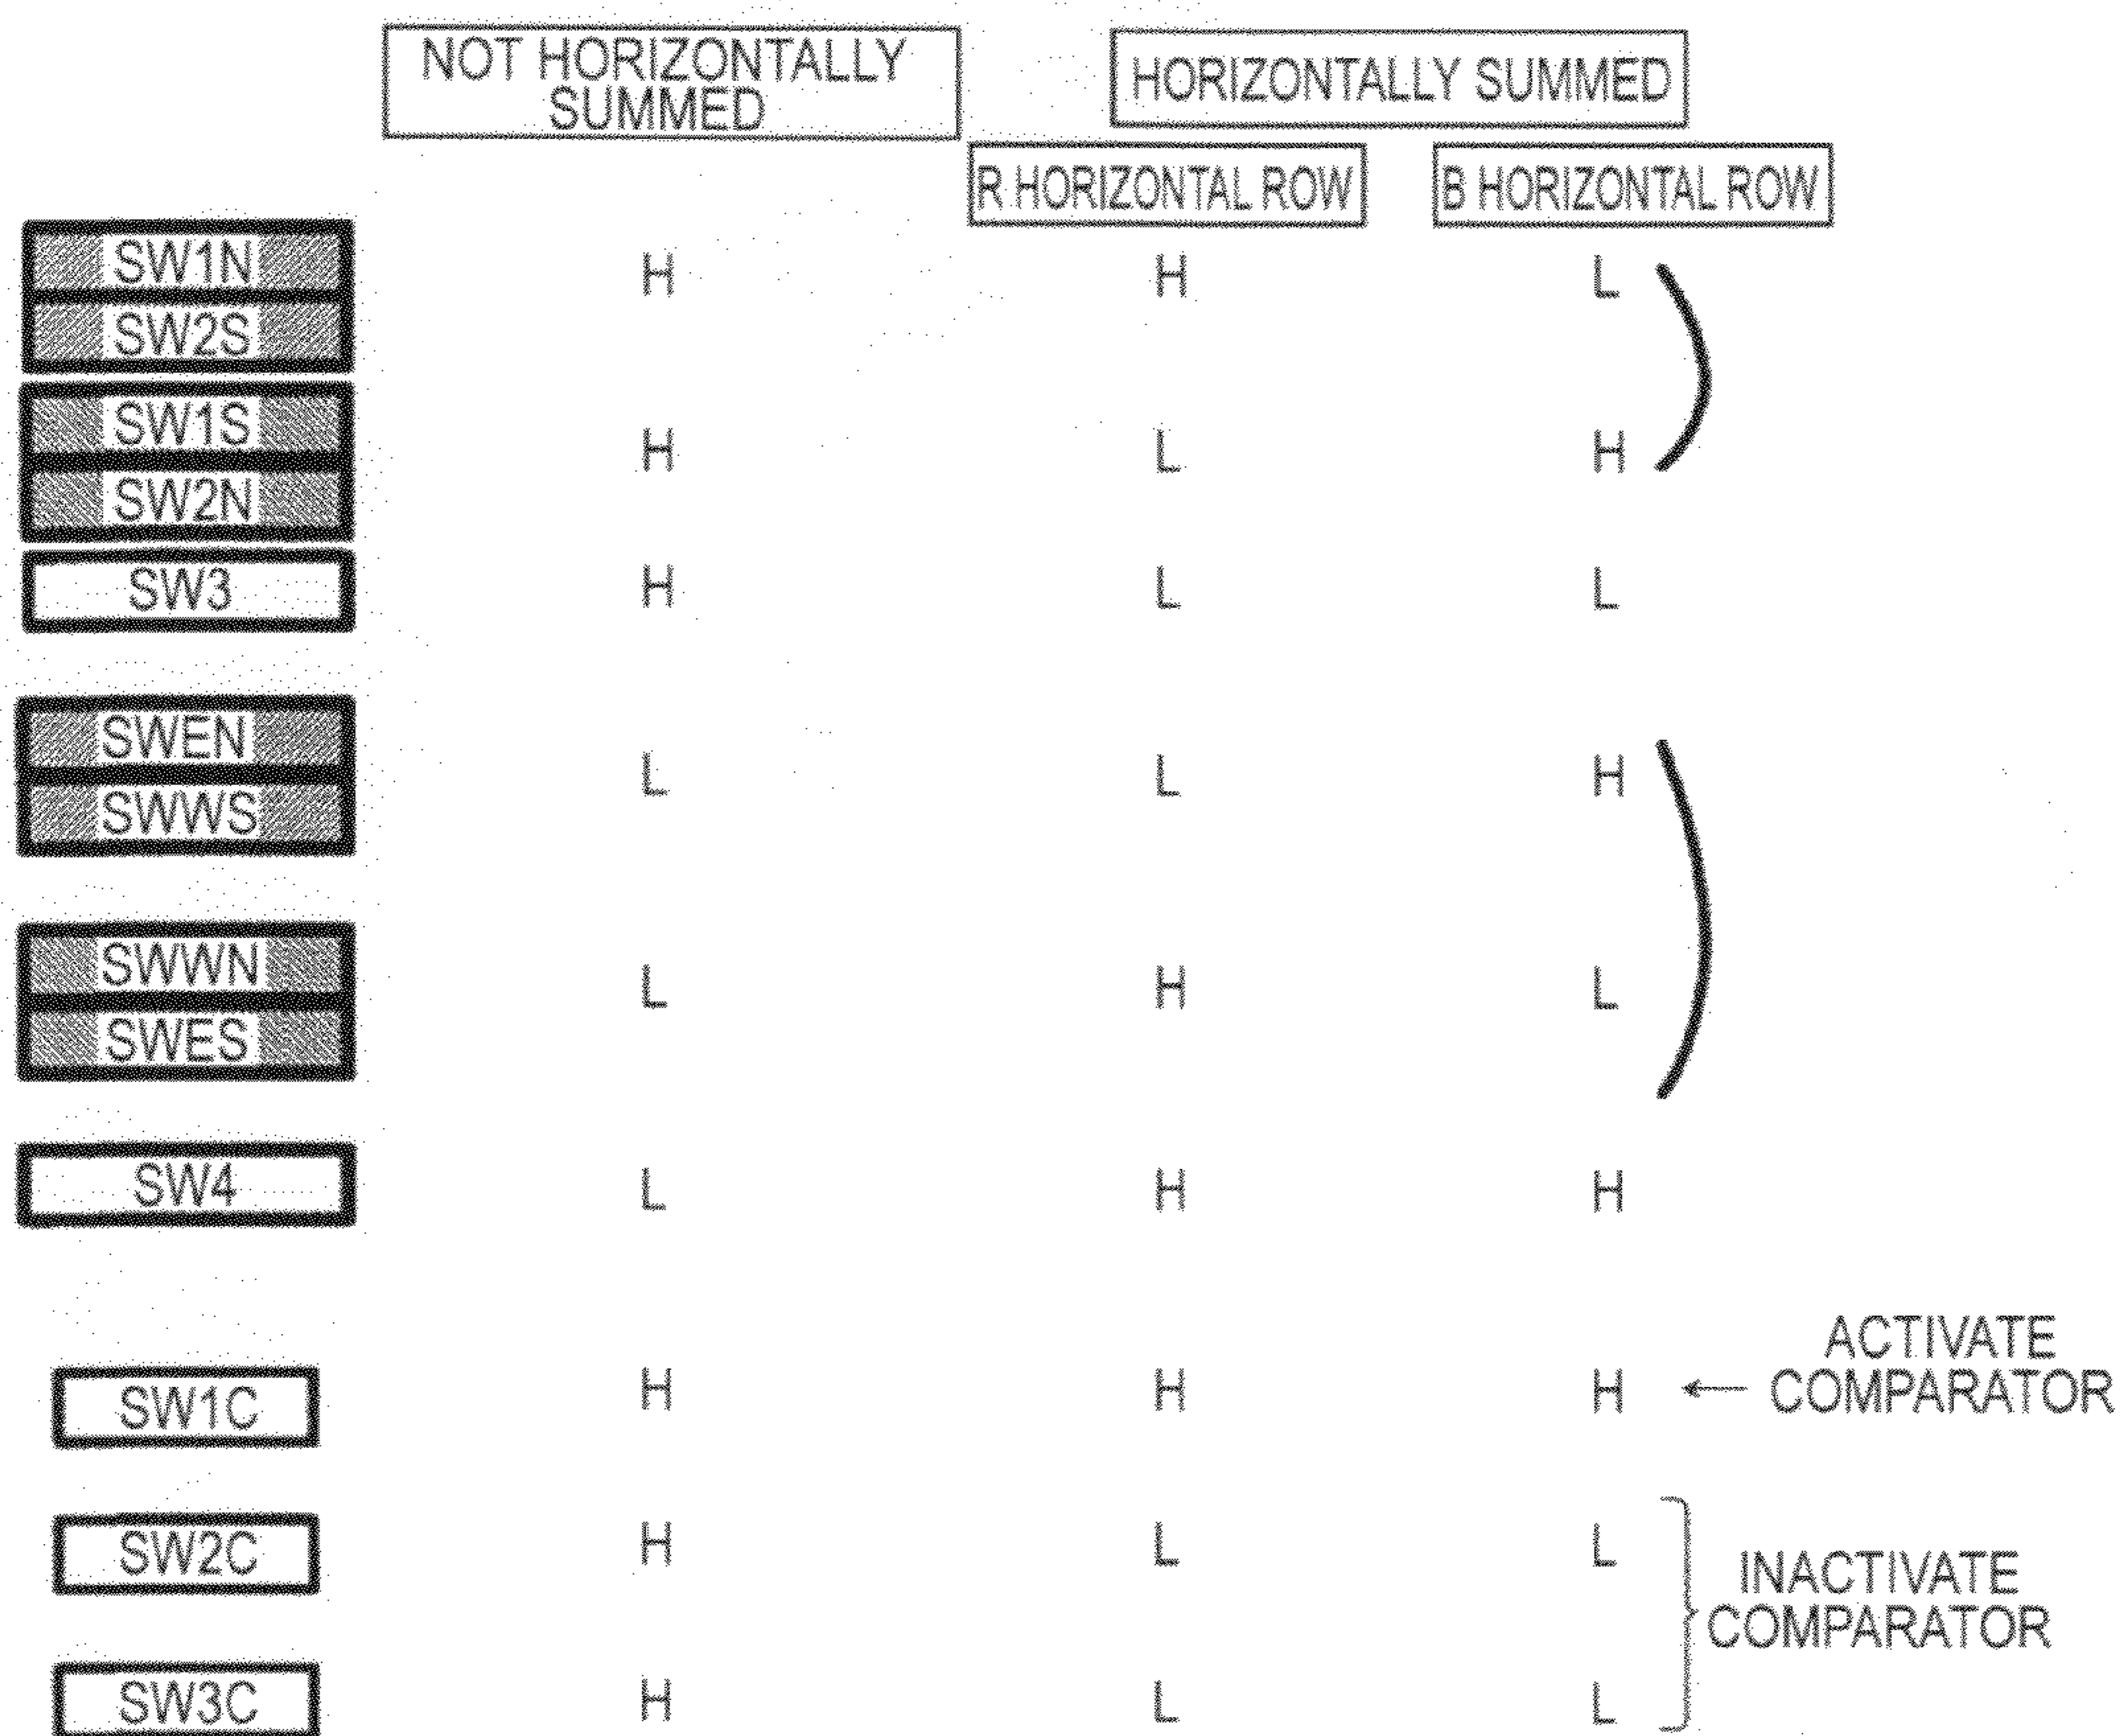 NOT HORIZONTALLY
SUMMED
HORIZONTALLY SUMMED
R HORIZONTAL ROW
B HORIZONTAL ROW
SW1N
H
H
L
SW2S
SW1S
H
L
H
SW2N
SW3
H
L
L
SWEN
L
L
H
SWWS
SWWN
L
H
L
SWES
SW4
L
H
H
SW1C
H
H
H
ACTIVATE
COMPARATOR
SW2C
H
L
L
INACTIVATE
COMPARATOR
SW3C
H
L
L